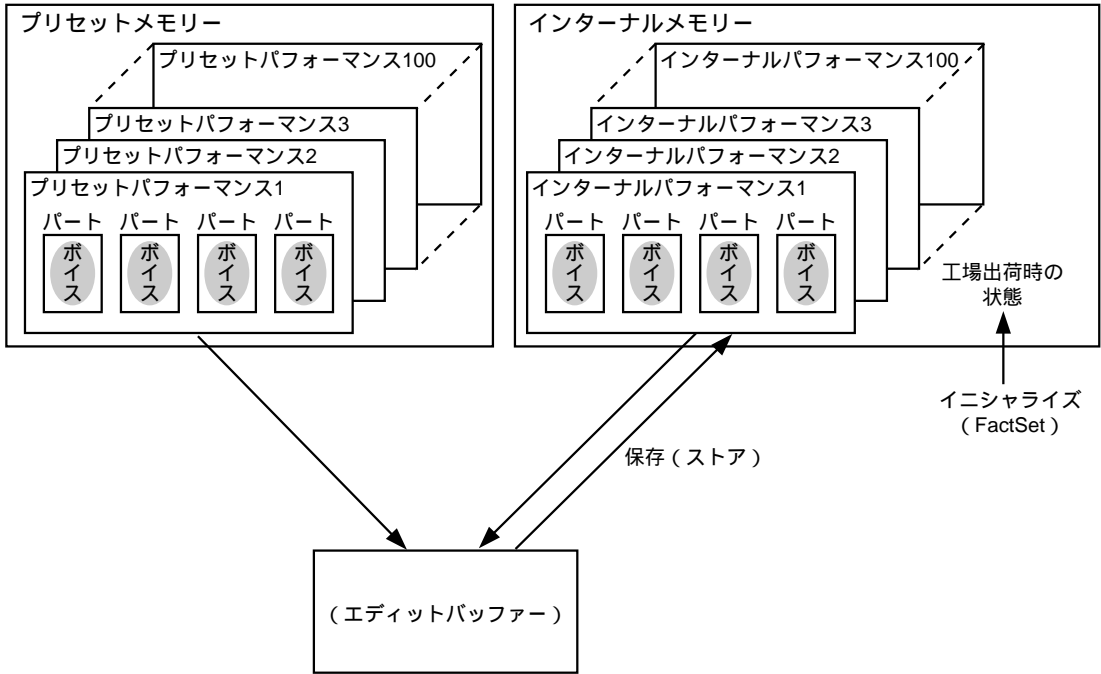 プリセットメモリー
プリセットパフォーマンス100
プリセットパフォーマンス3
プリセットパフォーマンス2
プリセットパフォーマンス1
パート パート パート パート
ボイス ボイス ボイス ボイス
インターナルメモリー
インターナルパフォーマンス100
インターナルパフォーマンス3
インターナルパフォーマンス2
インターナルパフォーマンス1
パート パート パート パート
ボイス ボイス ボイス ボイス
工場出荷時の
状態
イニシャライズ
（FactSet）
保存（ストア）
（エディットバッファー）